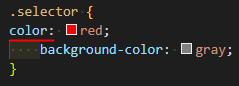 .selector {
color: red;
    background-color: gray;
}